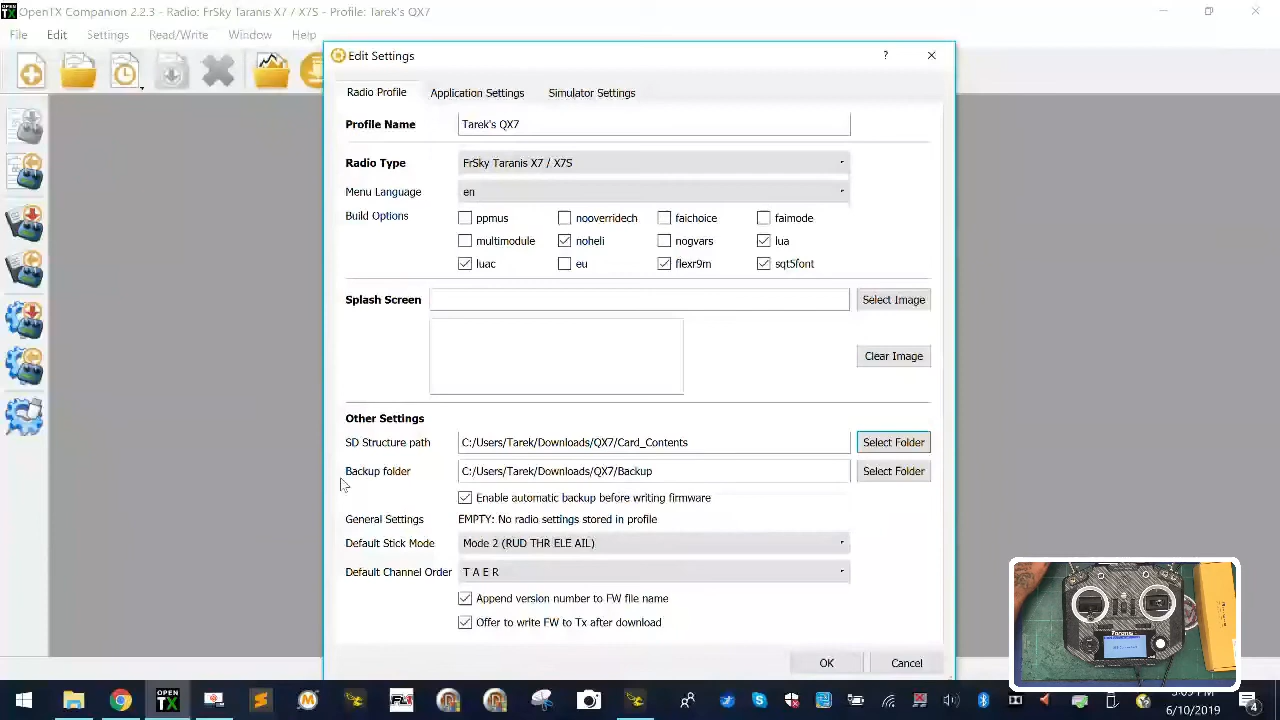 OpenTX Companion 2.2.3 - Radio: FrSky Taranis X7 / X7S - Profile: Tarek's QX7
File Edit Settings Read/Write Window Help
Edit Settings
Radio Profile Application Settings Simulator Settings
Profile Name Tarek's QX7
Radio Type FrSky Taranis X7 / X7S
Menu Language en
Build Options ppmus nooverridech faichoice faimode
multimodule noheli nogvars lua
luac eu flexr9m sqt5font
Splash Screen Select Image
Clear Image
Other Settings
SD Structure path C:/Users/Tarek/Downloads/QX7/Card_Contents Select Folder
Backup folder C:/Users/Tarek/Downloads/QX7/Backup Select Folder
Enable automatic backup before writing firmware
General Settings EMPTY: No radio settings stored in profile
Default Stick Mode Mode 2 (RUD THR ELE AIL)
Default Channel Order T A E R
Append version number to FW file name
Offer to write FW to Tx after download
OK Cancel
Taranis
OPEN TX
6/10/2019
4